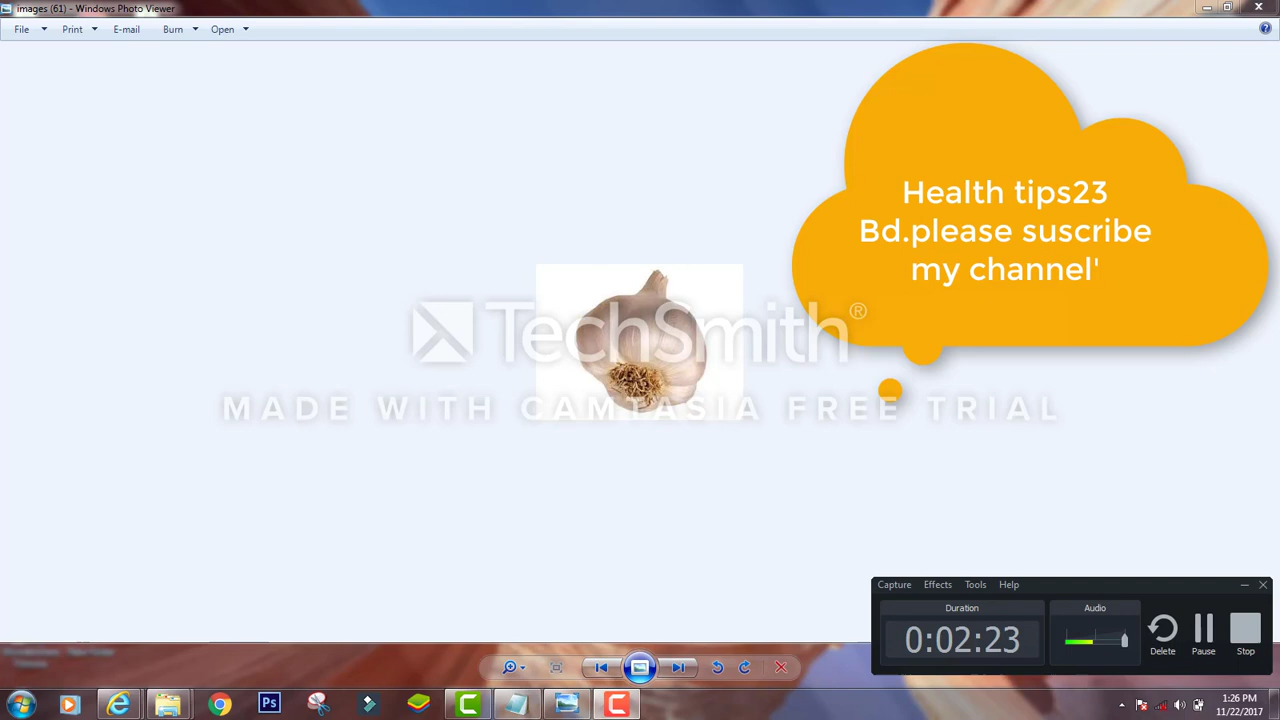 images (61) - Windows Photo Viewer
File Print E-mail Burn Open
Health tips23
Bd.please suscribe
my channel'
TechSmith®
MADE WITH CAMTASIA FREE TRIAL
Capture Effects Tools Help
Duration Audio
0:02:23
Delete Pause Stop
Ps
1:26 PM
11/22/2017